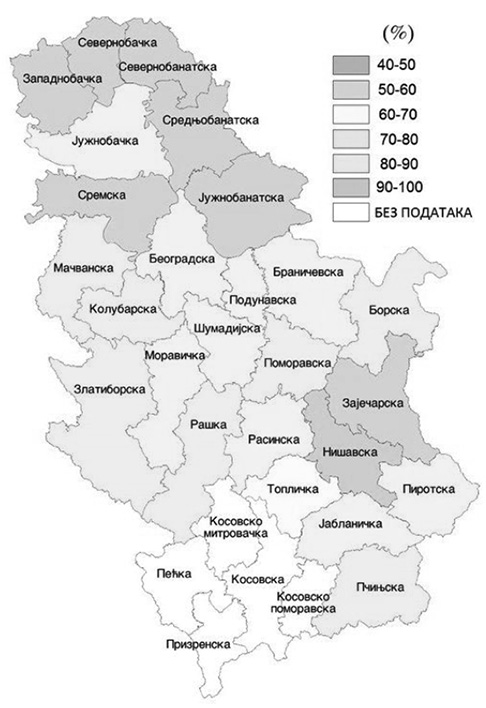 (%)
40-50
50-60
60-70
70-80
80-90
90-100
БЕЗ ПОДАТАКА
Севернобачка
Севернобанатска
Западнобачка
Средњобанатска
Јужнобачка
Сремска
Јужнобанатска
Београдска
Мачванска
Браничевска
Подунавска
Колубарска
Борска
Шумадијска
Моравичка
Поморавска
Златиборска
Зајечарска
Рашка
Расинска
Нишавска
Топличка
Пиротска
Косовско
митровачка
Јабланичка
Пећка
Косовска
Пчињска
Косовско
поморавска
Призренска